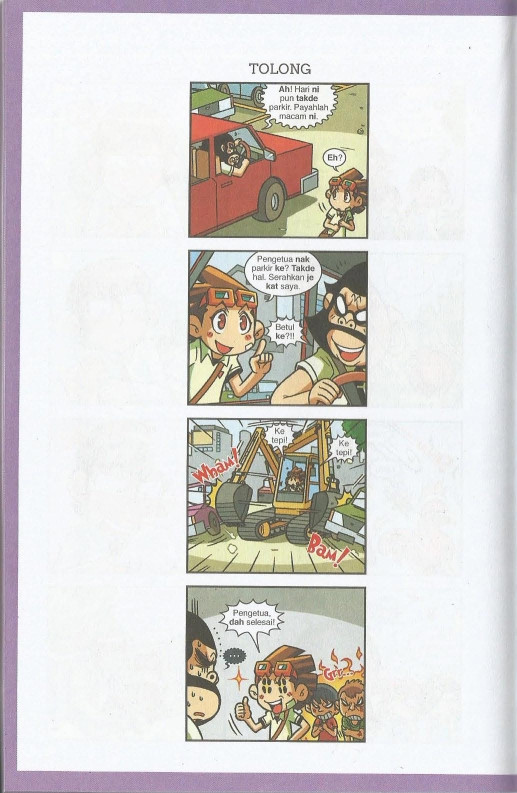 TOLONG
Ah! Hari ni
pun takde
parkir. Payahlah
macam ni.
Eh?
Pengetua nak
parkir ke? Takde
hal. Serahkan je
kat saya.
Betul
ke?!!
Ke
tepi!
Ke
tepi!
Wham!
Bam!
Pengetua,
dah selesai!
...
Grr...